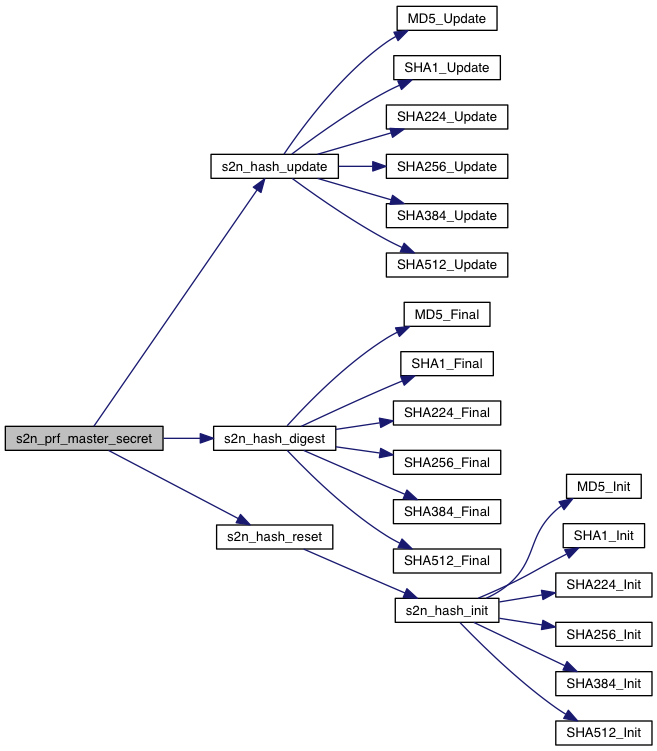 MD5_Update
SHA1_Update
SHA224_Update
s2n_hash_update
SHA256_Update
SHA384_Update
SHA512_Update
MD5_Final
SHA1_Final
SHA224_Final
s2n_prf_master_secret
s2n_hash_digest
SHA256_Final
SHA384_Final
SHA512_Final
s2n_hash_reset
MD5_Init
SHA1_Init
SHA224_Init
s2n_hash_init
SHA256_Init
SHA384_Init
SHA512_Init